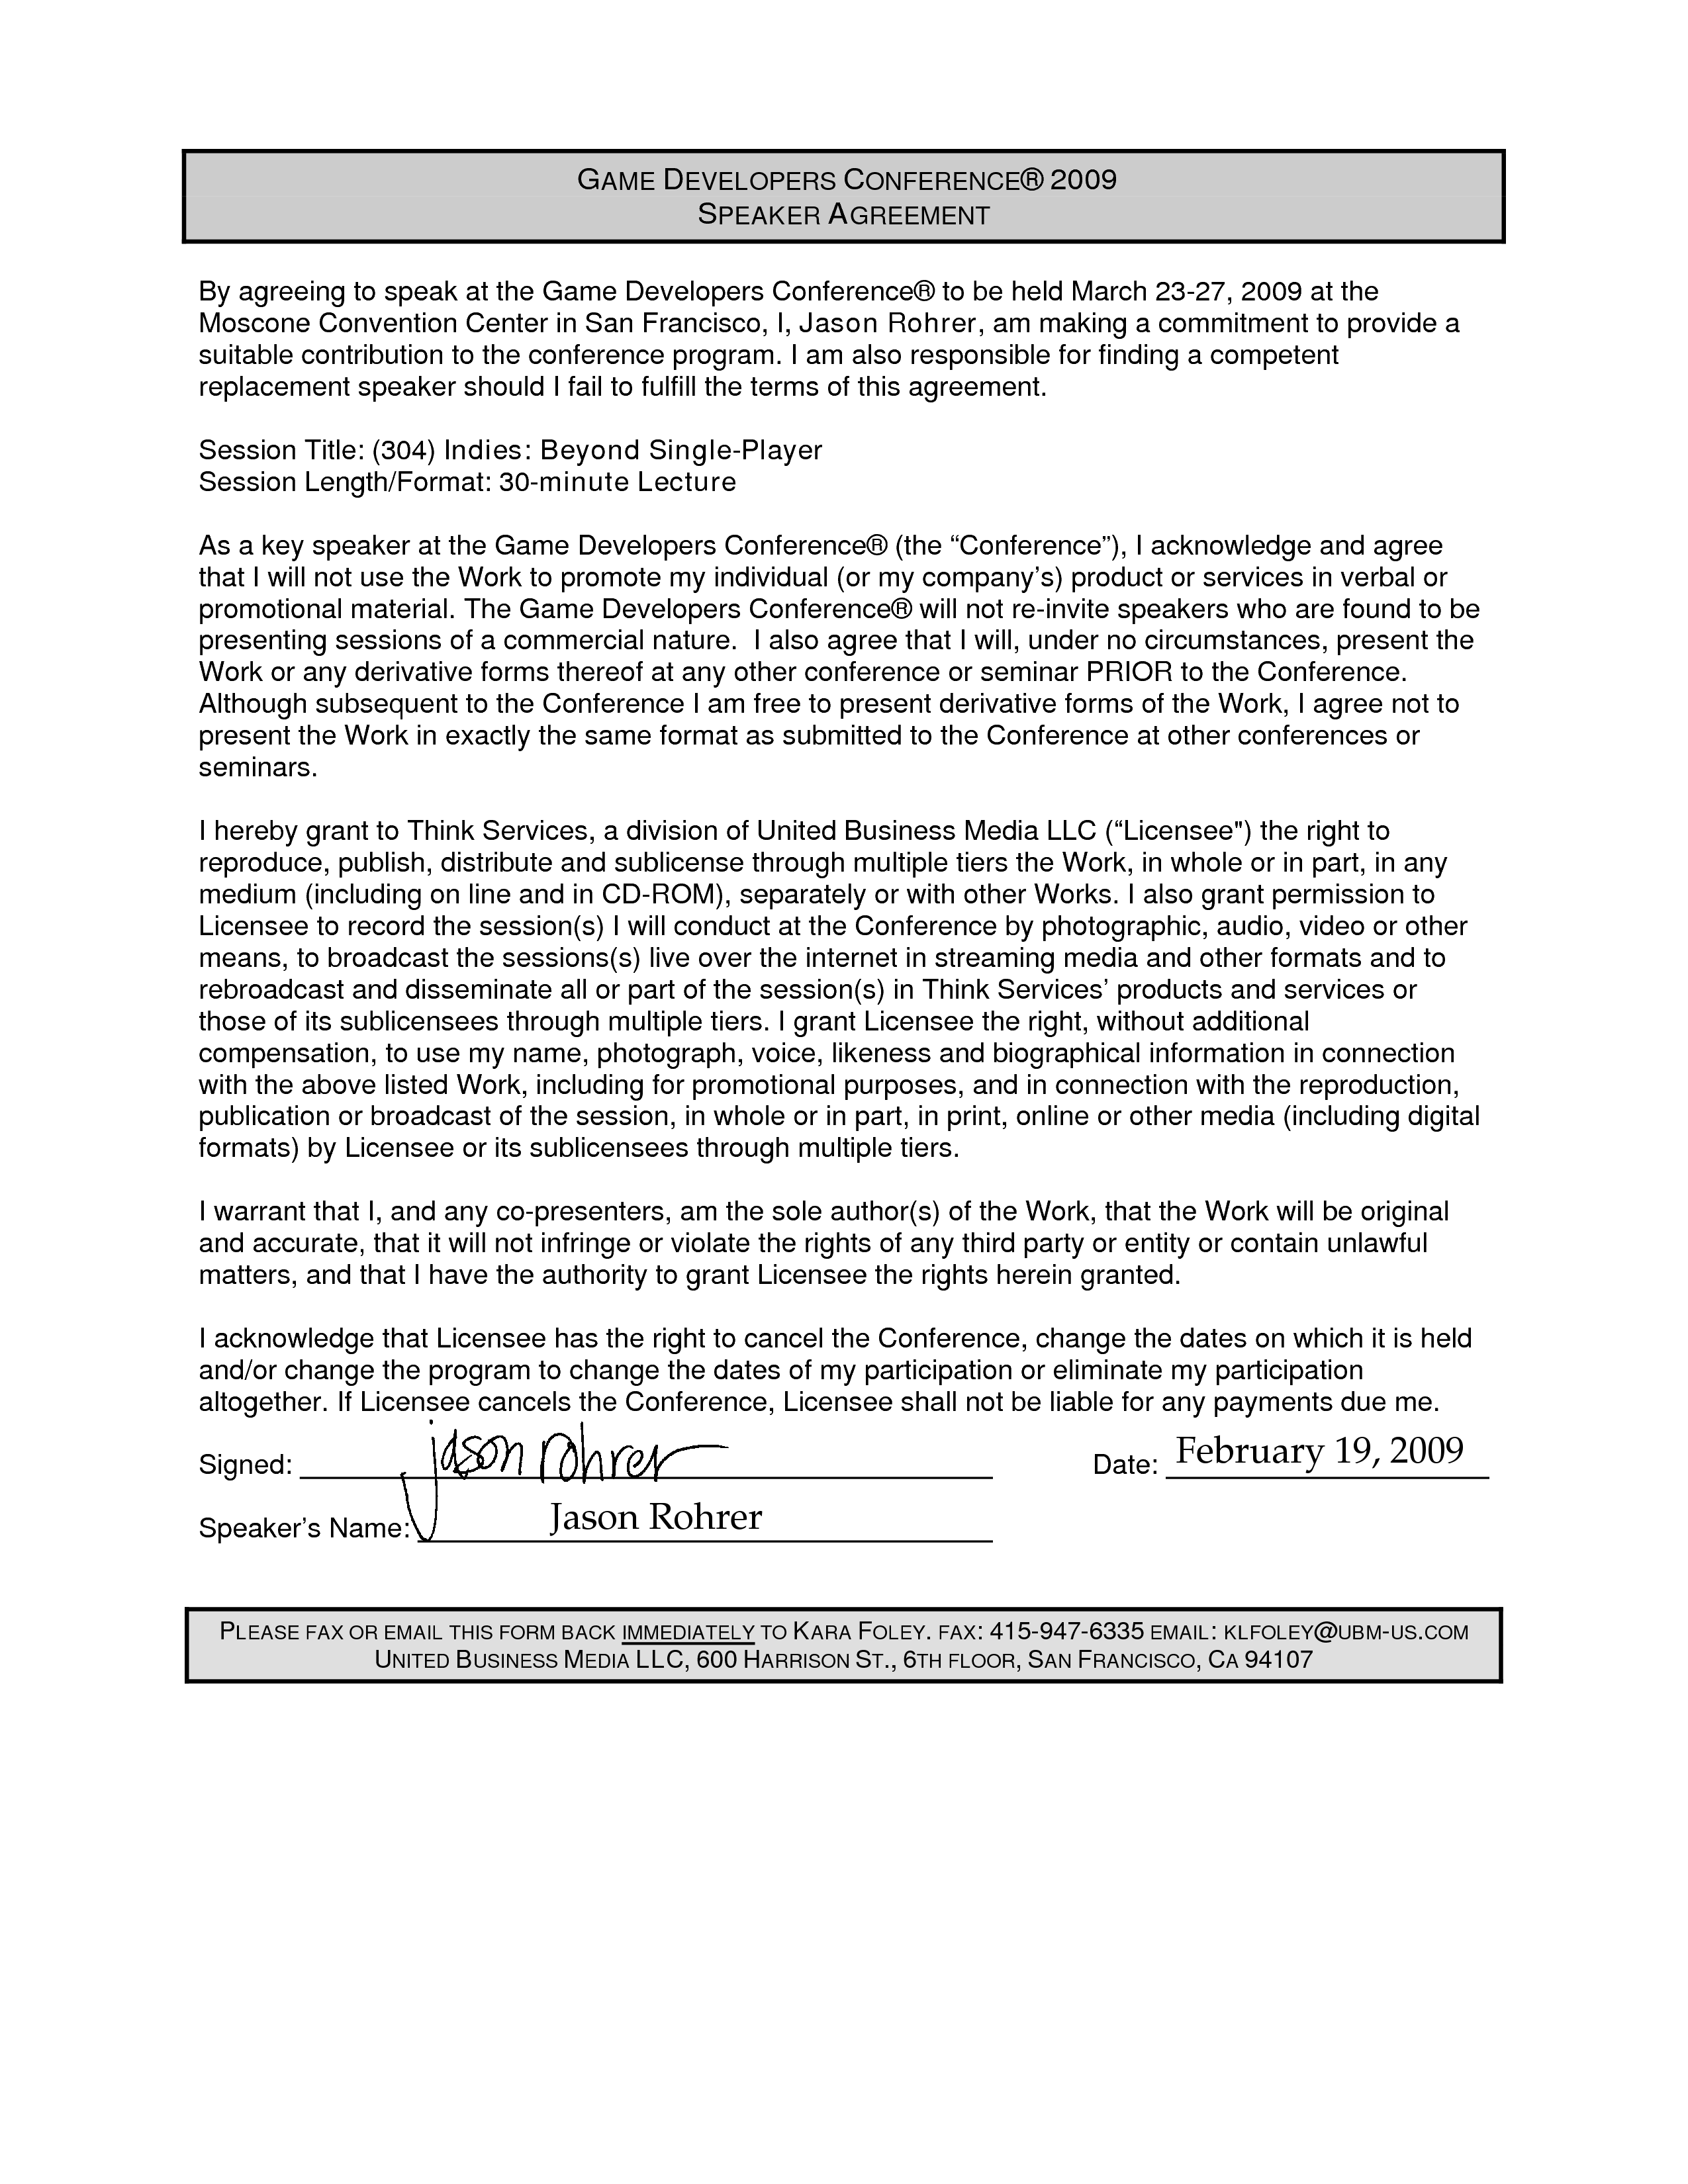 GAME DEVELOPERS CONFERENCE® 2009
SPEAKER AGREEMENT
By agreeing to speak at the Game Developers Conference® to be held March 23-27, 2009 at the
Moscone Convention Center in San Francisco, I, Jason Rohrer, am making a commitment to provide a
suitable contribution to the conference program. I am also responsible for finding a competent
replacement speaker should I fail to fulfill the terms of this agreement.
Session Title: (304) Indies: Beyond Single-Player
Session Length/Format: 30-minute Lecture
As a key speaker at the Game Developers Conference® (the “Conference”), I acknowledge and agree
that I will not use the Work to promote my individual (or my company’s) product or services in verbal or
promotional material. The Game Developers Conference® will not re-invite speakers who are found to be
presenting sessions of a commercial nature.  I also agree that I will, under no circumstances, present the
Work or any derivative forms thereof at any other conference or seminar PRIOR to the Conference.
Although subsequent to the Conference I am free to present derivative forms of the Work, I agree not to
present the Work in exactly the same format as submitted to the Conference at other conferences or
seminars.
I hereby grant to Think Services, a division of United Business Media LLC (“Licensee") the right to
reproduce, publish, distribute and sublicense through multiple tiers the Work, in whole or in part, in any
medium (including on line and in CD-ROM), separately or with other Works. I also grant permission to
Licensee to record the session(s) I will conduct at the Conference by photographic, audio, video or other
means, to broadcast the sessions(s) live over the internet in streaming media and other formats and to
rebroadcast and disseminate all or part of the session(s) in Think Services’ products and services or
those of its sublicensees through multiple tiers. I grant Licensee the right, without additional
compensation, to use my name, photograph, voice, likeness and biographical information in connection
with the above listed Work, including for promotional purposes, and in connection with the reproduction,
publication or broadcast of the session, in whole or in part, in print, online or other media (including digital
formats) by Licensee or its sublicensees through multiple tiers.
I warrant that I, and any co-presenters, am the sole author(s) of the Work, that the Work will be original
and accurate, that it will not infringe or violate the rights of any third party or entity or contain unlawful
matters, and that I have the authority to grant Licensee the rights herein granted.
I acknowledge that Licensee has the right to cancel the Conference, change the dates on which it is held
and/or change the program to change the dates of my participation or eliminate my participation
altogether. If Licensee cancels the Conference, Licensee shall not be liable for any payments due me.
Signed: jason rohrer Date: February 19, 2009
Speaker’s Name: Jason Rohrer
PLEASE FAX OR EMAIL THIS FORM BACK IMMEDIATELY TO KARA FOLEY. FAX: 415-947-6335 EMAIL: KLFOLEY@UBM-US.COM
UNITED BUSINESS MEDIA LLC, 600 HARRISON ST., 6TH FLOOR, SAN FRANCISCO, CA 94107